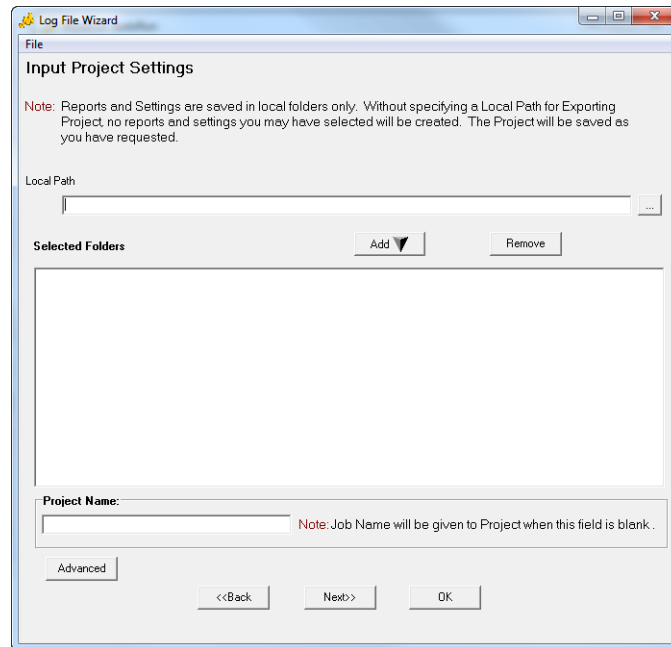 Log File Wizard
File
Input Project Settings
Note: Reports and Settings are saved in local folders only. Without specifying a Local Path for Exporting
Project, no reports and settings you may have selected will be created. The Project will be saved as
you have requested.
Local Path
...
Selected Folders
Add
Remove
Project Name:
Note: Job Name will be given to Project when this field is blank .
Advanced
<<Back
Next>>
OK